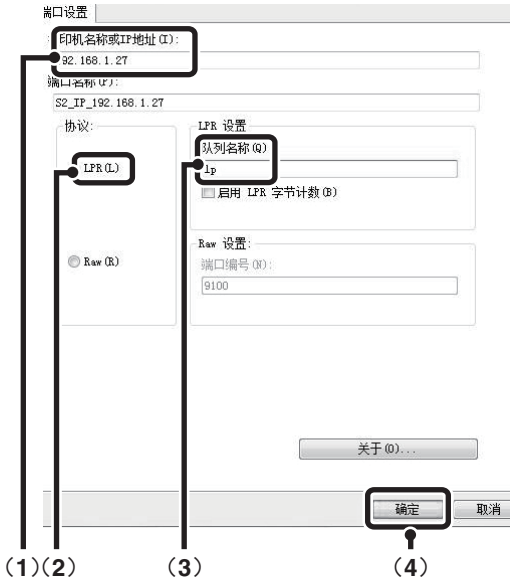 端口设置
印机名称或IP地址(I):
92.168.1.27
端口名称(P):
S2_IP_192.168.1.27
协议:
LPR 设置
队列名称(Q)
LPR(L)
lp
启用 LPR 字节计数(B)
Raw 设置:
Raw(R)
端口编号(N):
9100
关于(O)...
确定
取消
(1)(2)
(3)
(4)